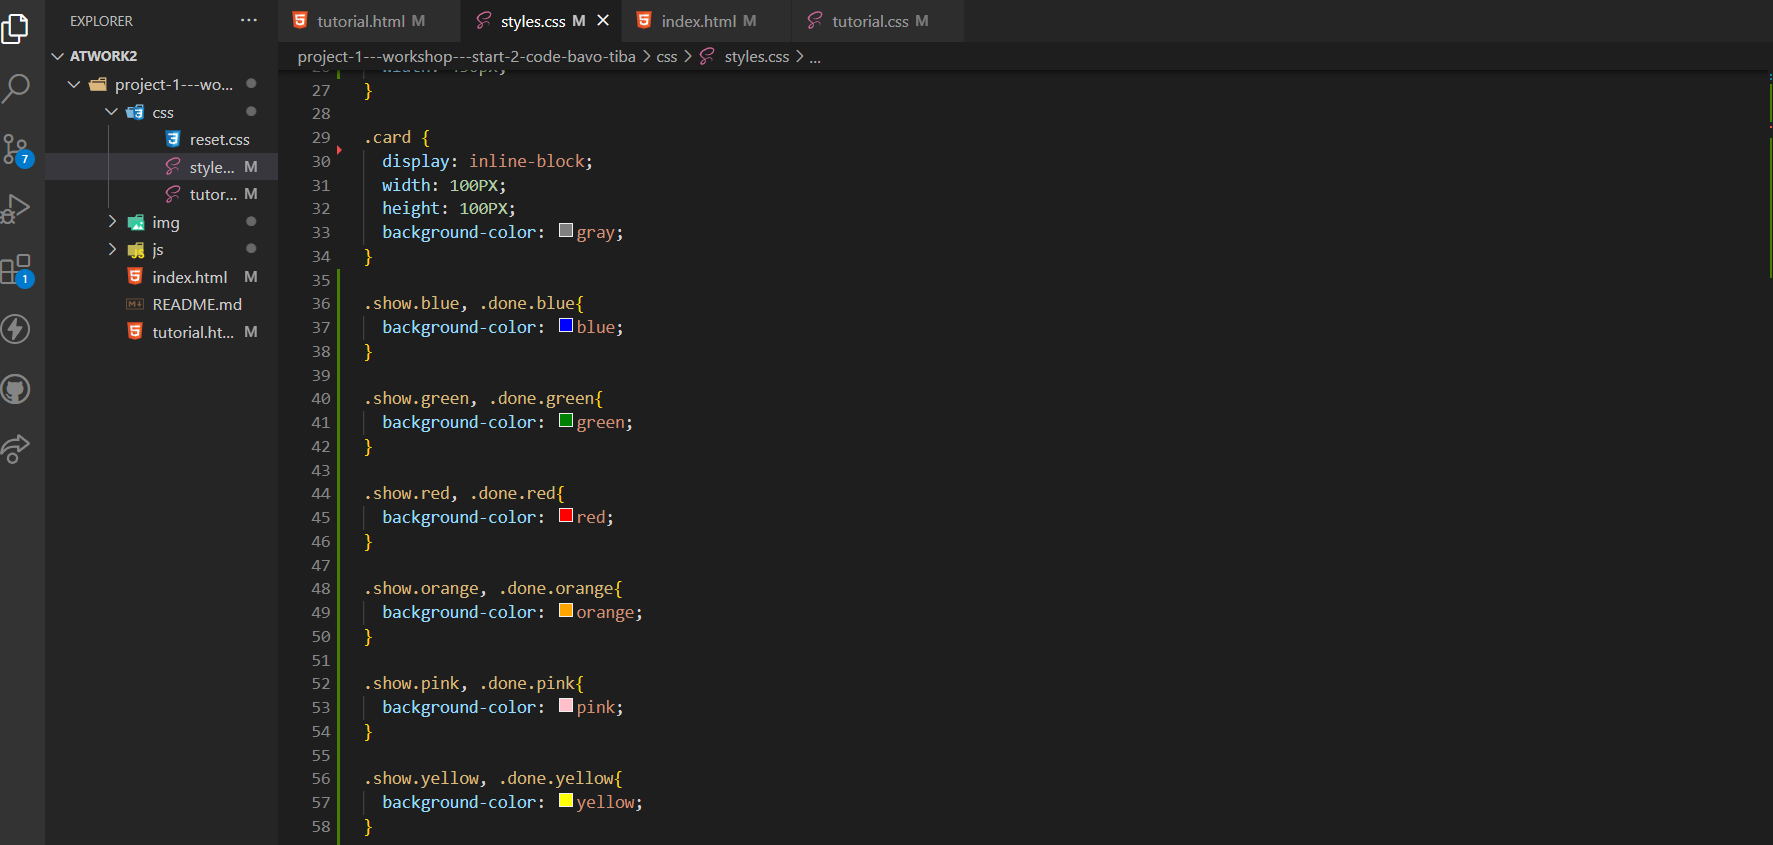 EXPLORER ···
ATWORK2
project-1---wo...
css
reset.css
style... M
tutor... M
img
js
index.html M
README.md
tutorial.ht... M
7
1
tutorial.html M
styles.css M
index.html M
tutorial.css M
project-1---workshop---start-2-code-bavo-tiba > css > styles.css > ...
27 }
28
29 .card {
30 display: inline-block;
31 width: 100PX;
32 height: 100PX;
33 background-color: gray;
34 }
35
36 .show.blue, .done.blue{
37 background-color: blue;
38 }
39
40 .show.green, .done.green{
41 background-color: green;
42 }
43
44 .show.red, .done.red{
45 background-color: red;
46 }
47
48 .show.orange, .done.orange{
49 background-color: orange;
50 }
51
52 .show.pink, .done.pink{
53 background-color: pink;
54 }
55
56 .show.yellow, .done.yellow{
57 background-color: yellow;
58 }